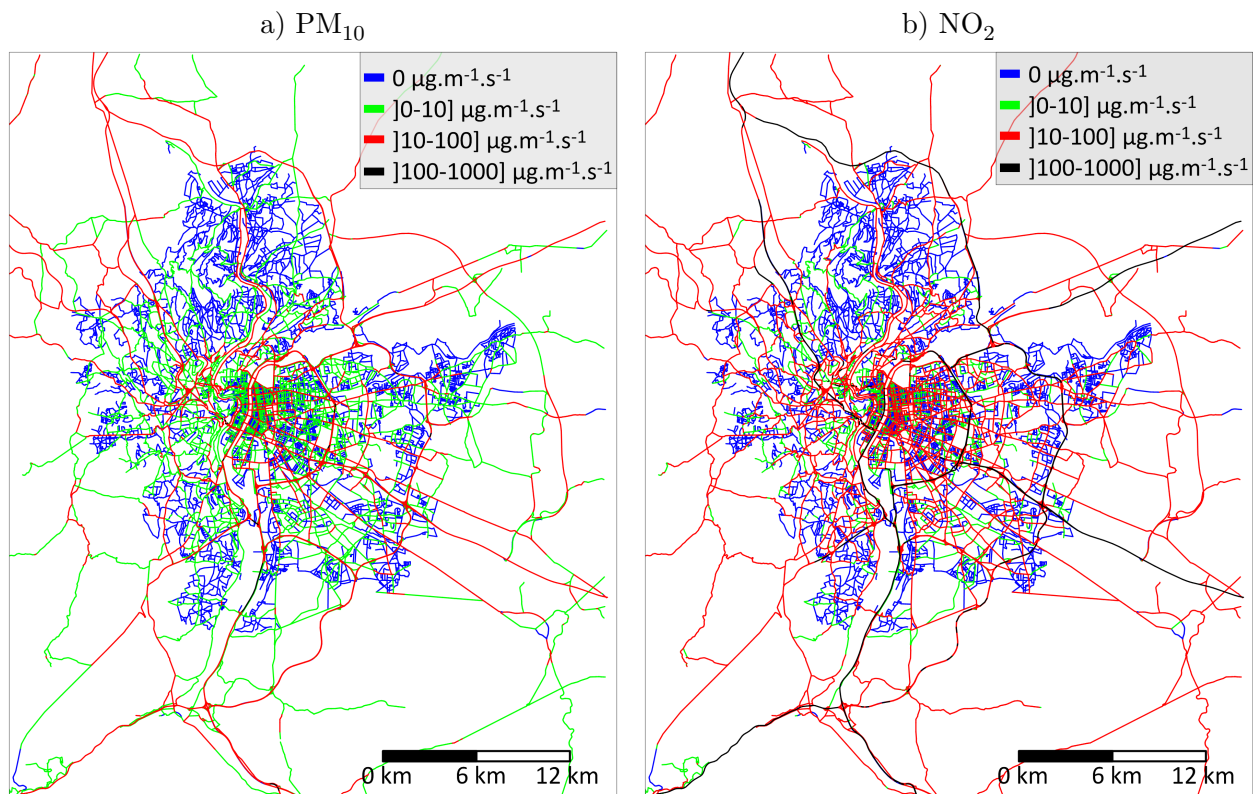 a) PM₁₀
0 µg.m⁻¹.s⁻¹
]0-10] µg.m⁻¹.s⁻¹
]10-100] µg.m⁻¹.s⁻¹
]100-1000] µg.m⁻¹.s⁻¹
0 km 6 km 12 km
b) NO₂
0 µg.m⁻¹.s⁻¹
]0-10] µg.m⁻¹.s⁻¹
]10-100] µg.m⁻¹.s⁻¹
]100-1000] µg.m⁻¹.s⁻¹
0 km 6 km 12 km